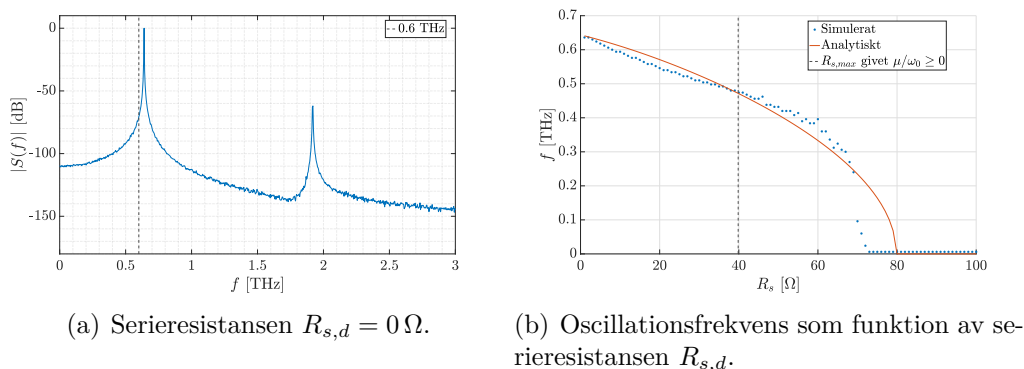 0
-50
-100
-150
|S(f)| [dB]
0 0.5 1 1.5 2 2.5 3
f [THz]
0.6 THz
(a) Serieresistansen R_{s,d} = 0 Ω.
0.7
0.6
0.5
0.4
0.3
0.2
0.1
0
f [THz]
0 20 40 60 80 100
R_s [Ω]
Simulerat
Analytiskt
R_{s,max} givet μ/ω_0 ≥ 0
(b) Oscillationsfrekvens som funktion av se-
rieresistansen R_{s,d}.